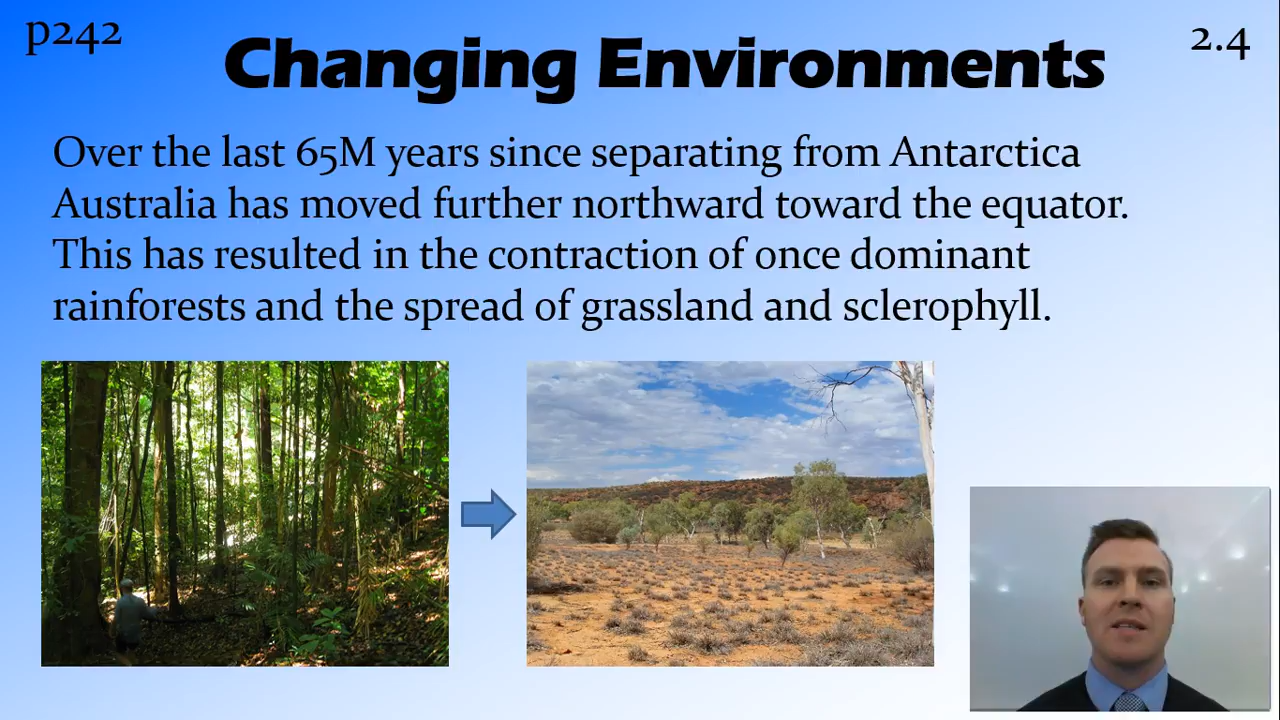 p242
Changing Environments
2.4
Over the last 65M years since separating from Antarctica
Australia has moved further northward toward the equator.
This has resulted in the contraction of once dominant
rainforests and the spread of grassland and sclerophyll.